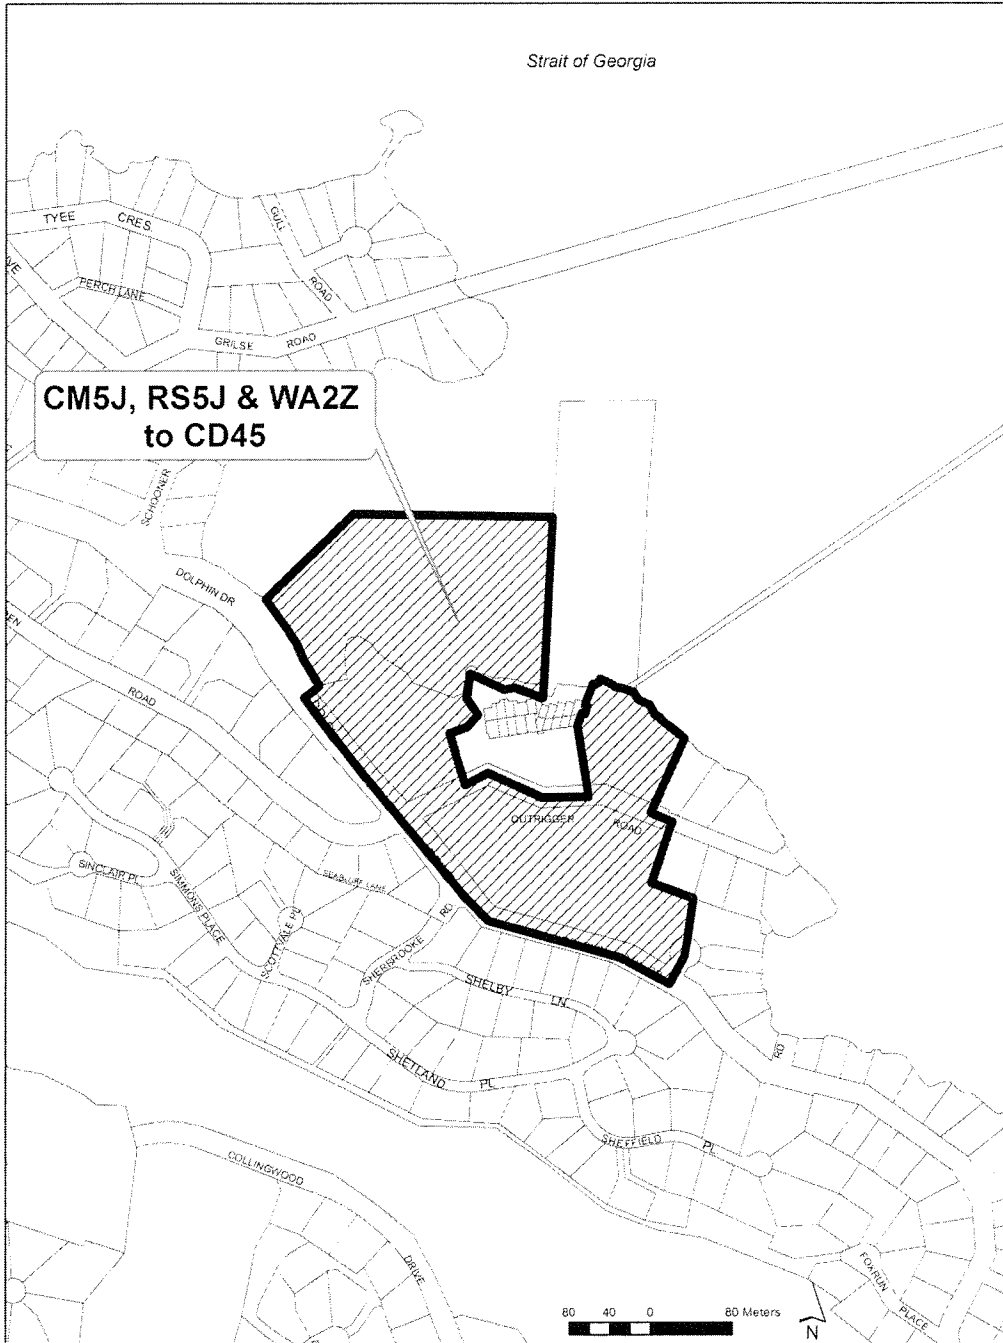 Strait of Georgia
TYEE CRES
GULL ROAD
PERCH LANE
GRILSE ROAD
CM5J, RS5J & WA2Z
to CD45
SCHOONER
DOLPHIN DR
ROAD
OUTRIGGER ROAD
SEABLUFF LANE
SINCLAIR PL
SIMMONS PLACE
SCOTTVALE PL
SHERBROOKE RD
SHELBY LN
SHETLAND PL
RD
SHEFFIELD PL
COLLINGWOOD DRIVE
FOXRUN PLACE
80 40 0 80 Meters
N